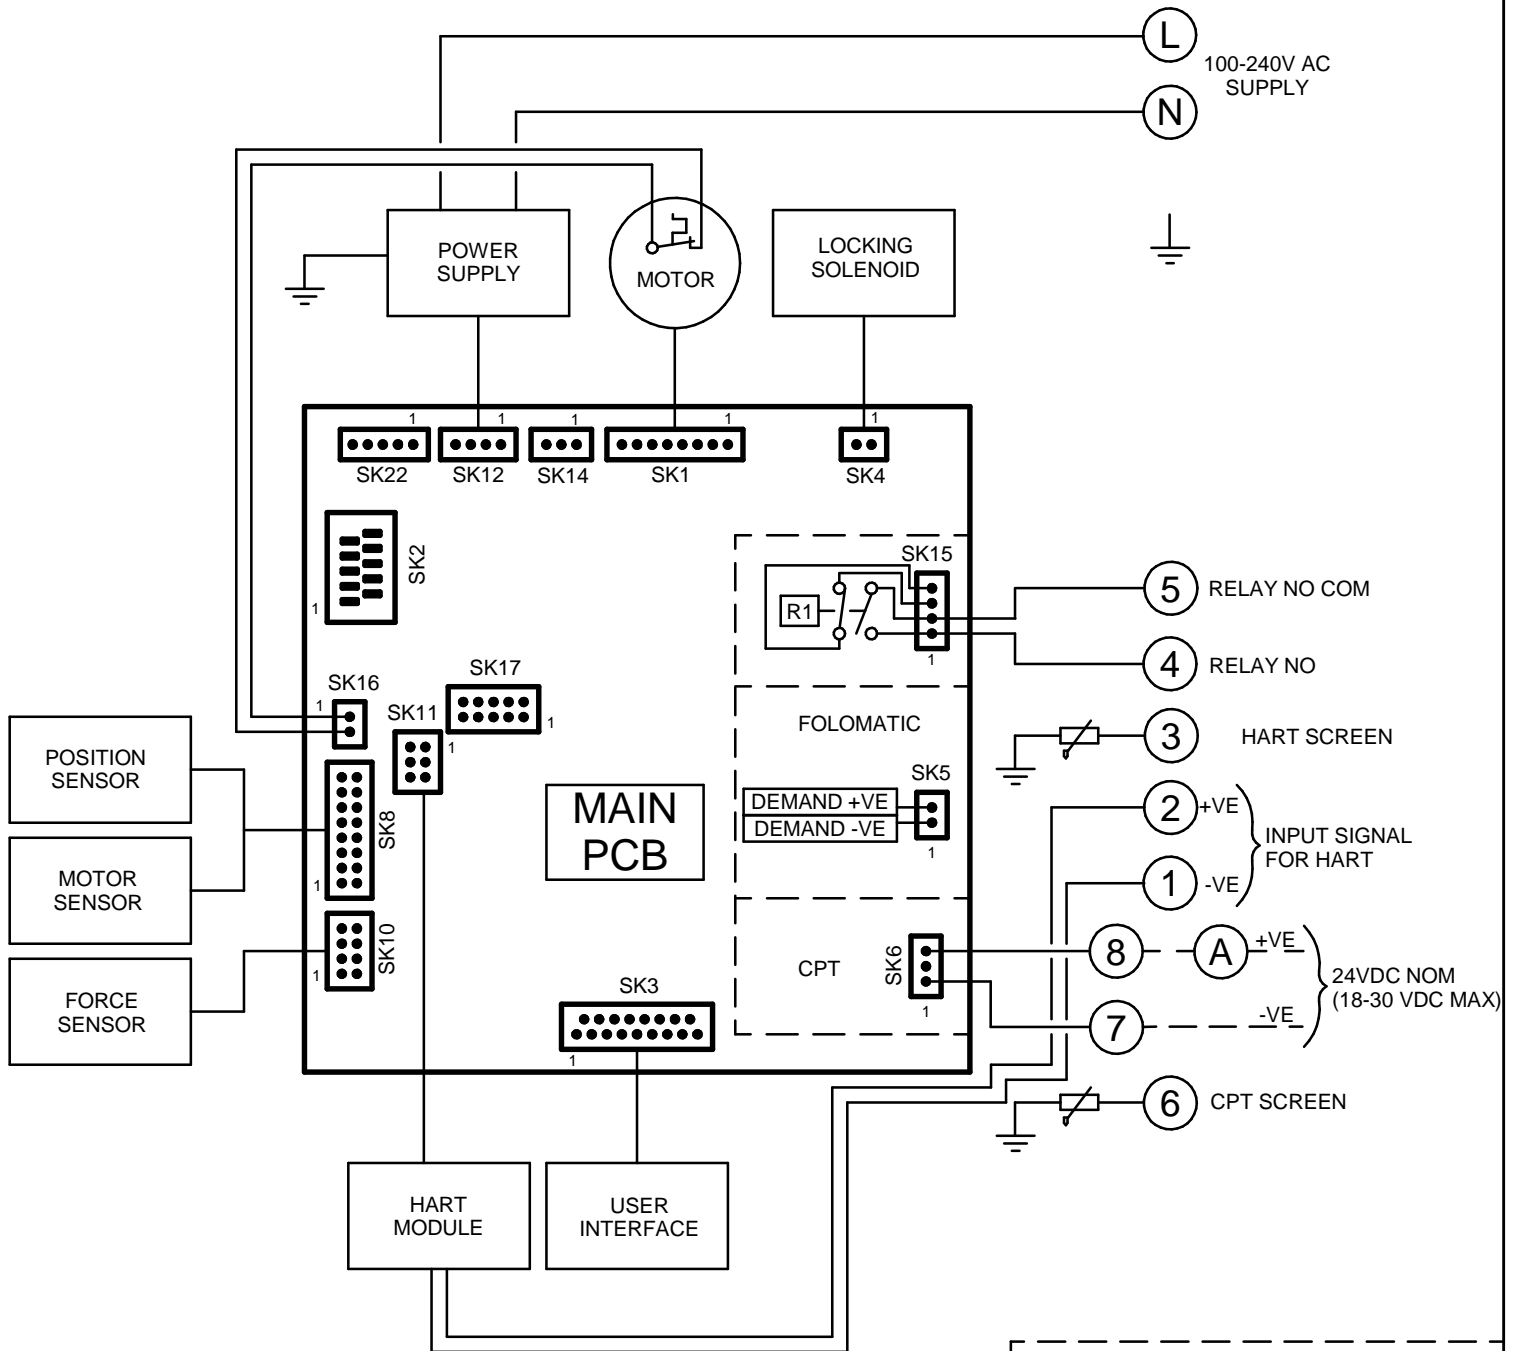 L
100-240V AC
SUPPLY
N
POWER
SUPPLY
MOTOR
LOCKING
SOLENOID
1
1
1
1
1
SK22
SK12
SK14
SK1
SK4
SK2
1
SK15
R1
1
5
RELAY NO COM
4
RELAY NO
SK17
1
SK16
1
SK11
1
FOLOMATIC
3
HART SCREEN
POSITION
SENSOR
SK8
1
MAIN
PCB
SK5
DEMAND +VE
DEMAND -VE
1
2
+VE
INPUT SIGNAL
FOR HART
1
-VE
MOTOR
SENSOR
SK10
1
CPT
SK6
1
8
A
+VE
24VDC NOM
(18-30 VDC MAX)
7
-VE
FORCE
SENSOR
SK3
1
6
CPT SCREEN
HART
MODULE
USER
INTERFACE